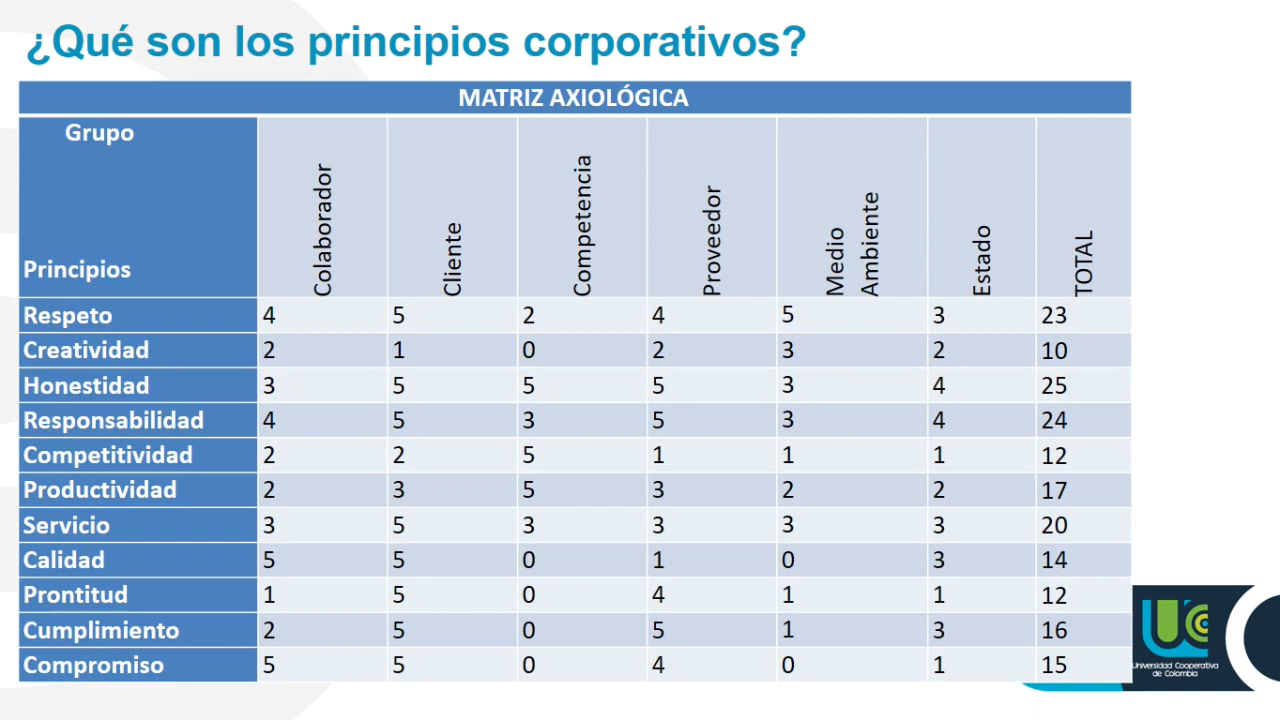 ¿Qué son los principios corporativos?
MATRIZ AXIOLÓGICA
Grupo
Principios
Colaborador
Cliente
Competencia
Proveedor
Medio
Ambiente
Estado
TOTAL
Respeto 4 5 2 4 5 3 23
Creatividad 2 1 0 2 3 2 10
Honestidad 3 5 5 5 3 4 25
Responsabilidad 4 5 3 5 3 4 24
Competitividad 2 2 5 1 1 1 12
Productividad 2 3 5 3 2 2 17
Servicio 3 5 3 3 3 3 20
Calidad 5 5 0 1 0 3 14
Prontitud 1 5 0 4 1 1 12
Cumplimiento 2 5 0 5 1 3 16
Compromiso 5 5 0 4 0 1 15
UCC
Universidad Cooperativa
de Colombia